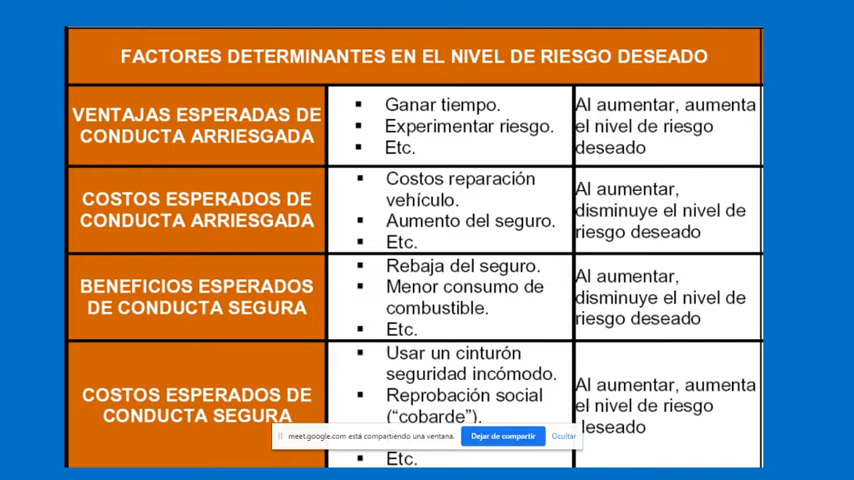 FACTORES DETERMINANTES EN EL NIVEL DE RIESGO DESEADO
VENTAJAS ESPERADAS DE
CONDUCTA ARRIESGADA
▪ Ganar tiempo.
▪ Experimentar riesgo.
▪ Etc.
Al aumentar, aumenta
el nivel de riesgo
deseado
COSTOS ESPERADOS DE
CONDUCTA ARRIESGADA
▪ Costos reparación
vehículo.
▪ Aumento del seguro.
▪ Etc.
Al aumentar,
disminuye el nivel de
riesgo deseado
BENEFICIOS ESPERADOS
DE CONDUCTA SEGURA
▪ Rebaja del seguro.
▪ Menor consumo de
combustible.
▪ Etc.
Al aumentar,
disminuye el nivel de
riesgo deseado
COSTOS ESPERADOS DE
CONDUCTA SEGURA
▪ Usar un cinturón
seguridad incómodo.
▪ Reprobación social
(“cobarde”).
▪ Etc.
Al aumentar, aumenta
el nivel de riesgo
deseado
meet.google.com está compartiendo una ventana.
Dejar de compartir
Ocultar